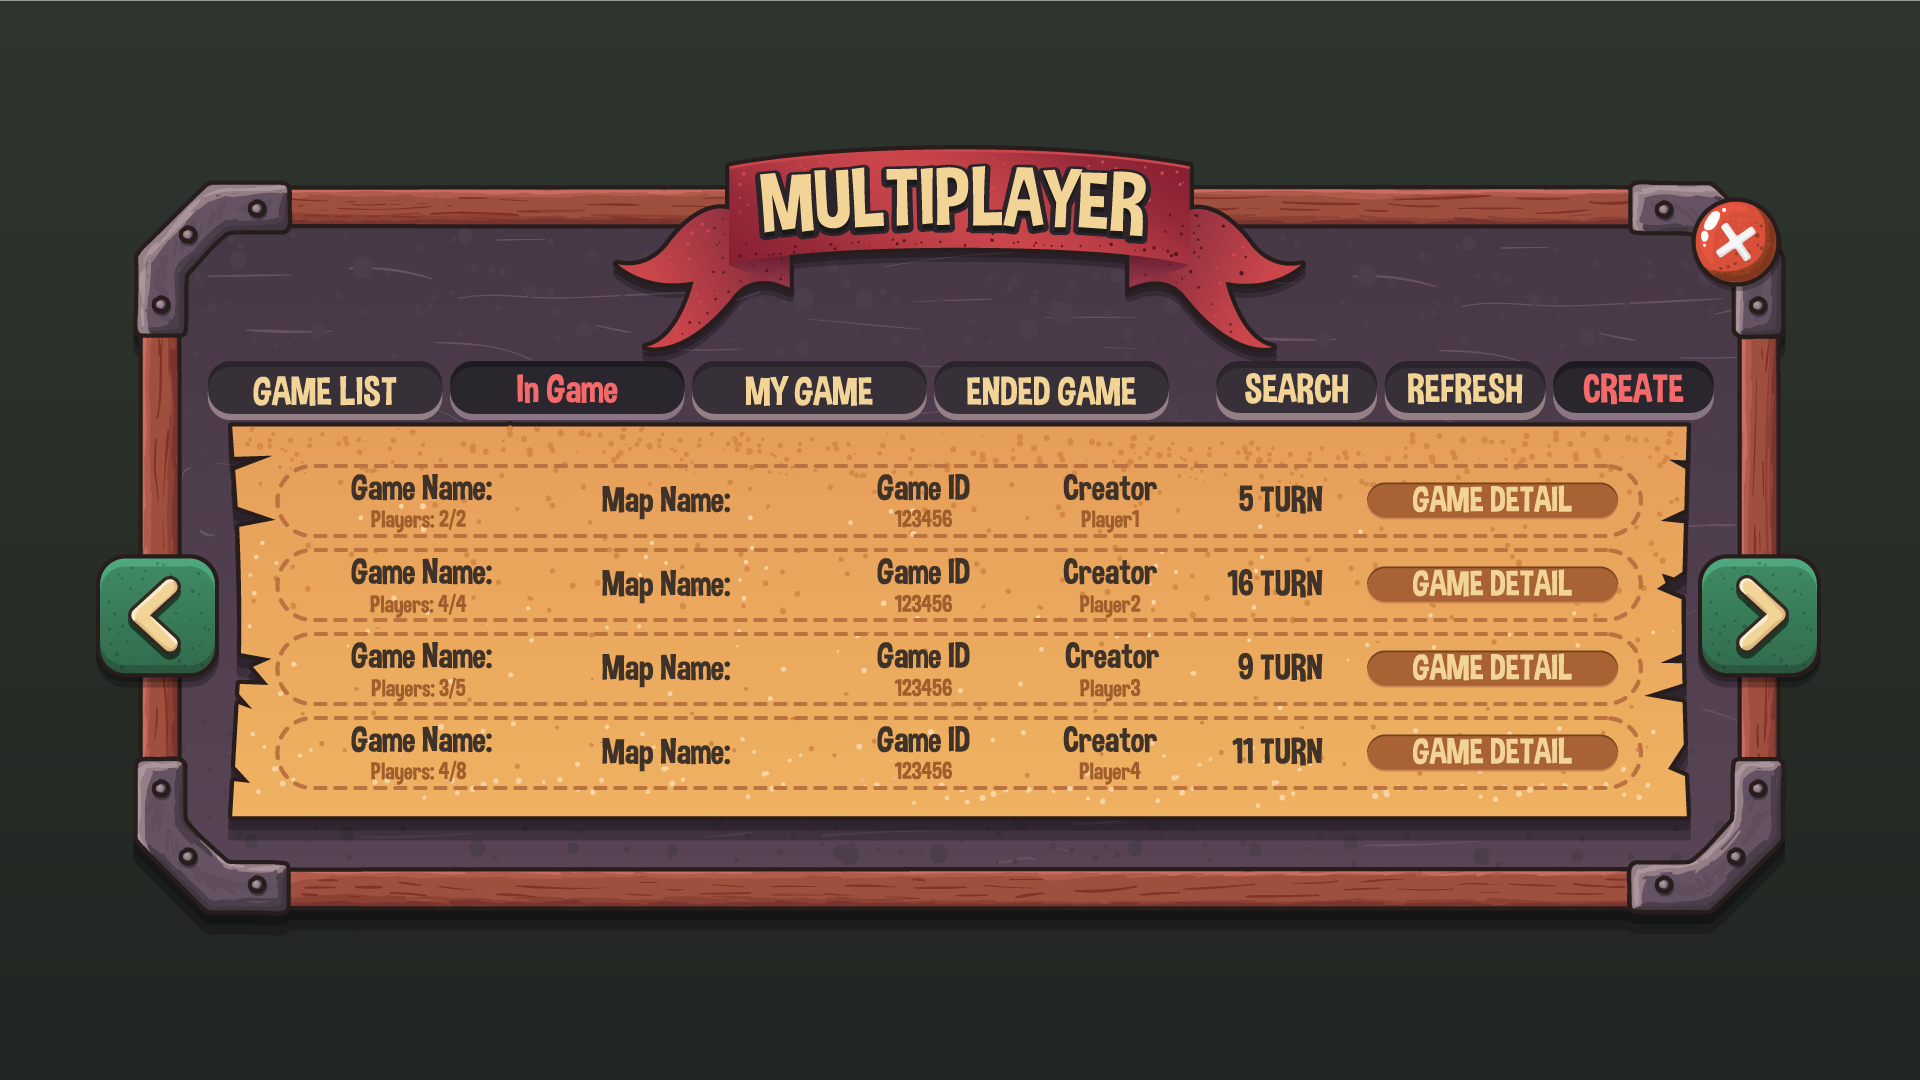 MULTIPLAYER
GAME LIST In Game MY GAME ENDED GAME SEARCH REFRESH CREATE
Game Name: Map Name: Game ID Creator 5 TURN GAME DETAIL
Players: 2/2 123456 Player1
Game Name: Map Name: Game ID Creator 16 TURN GAME DETAIL
Players: 4/4 123456 Player2
Game Name: Map Name: Game ID Creator 9 TURN GAME DETAIL
Players: 3/5 123456 Player3
Game Name: Map Name: Game ID Creator 11 TURN GAME DETAIL
Players: 4/8 123456 Player4